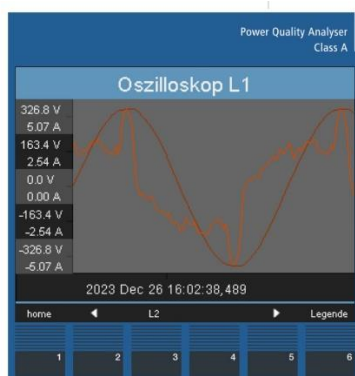 Power Quality Analyser
Class A
Oszilloskop L1
326.8 V
5.07 A
163.4 V
2.54 A
0.0 V
0.00 A
-163.4 V
-2.54 A
-326.8 V
-5.07 A
2023 Dec 26 16:02:38,489
home ◄ L2 ► Legende
1 2 3 4 5 6